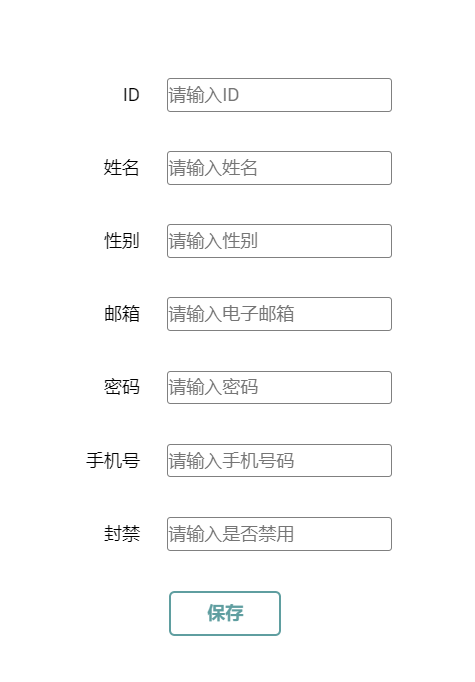 ID 请输入ID
姓名 请输入姓名
性别 请输入性别
邮箱 请输入电子邮箱
密码 请输入密码
手机号 请输入手机号码
封禁 请输入是否禁用
保存